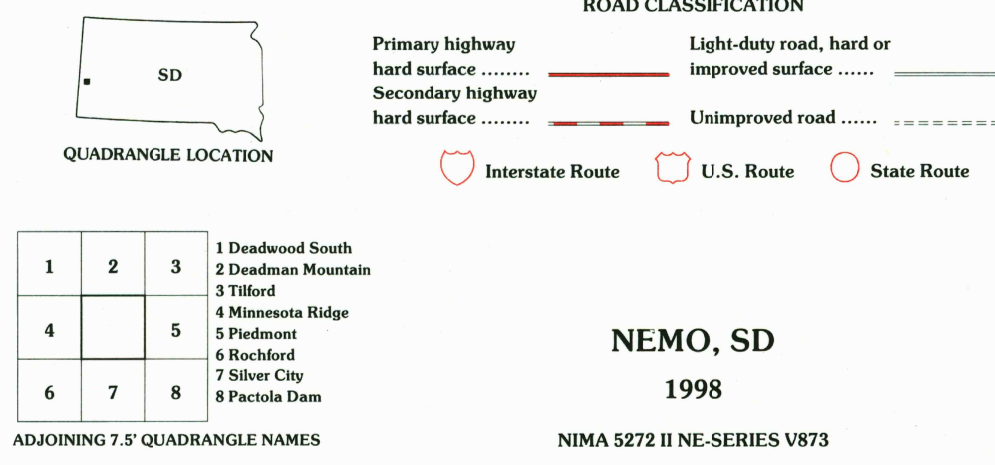 ROAD CLASSIFICATION
Primary highway
hard surface ........
Light-duty road, hard or
improved surface ......
Secondary highway
hard surface ........
Unimproved road ......
Interstate Route
U.S. Route
State Route
SD
QUADRANGLE LOCATION
1 2 3
4 5
6 7 8
1 Deadwood South
2 Deadman Mountain
3 Tilford
4 Minnesota Ridge
5 Piedmont
6 Rochford
7 Silver City
8 Pactola Dam
ADJOINING 7.5' QUADRANGLE NAMES
NEMO, SD
1998
NIMA 5272 II NE-SERIES V873